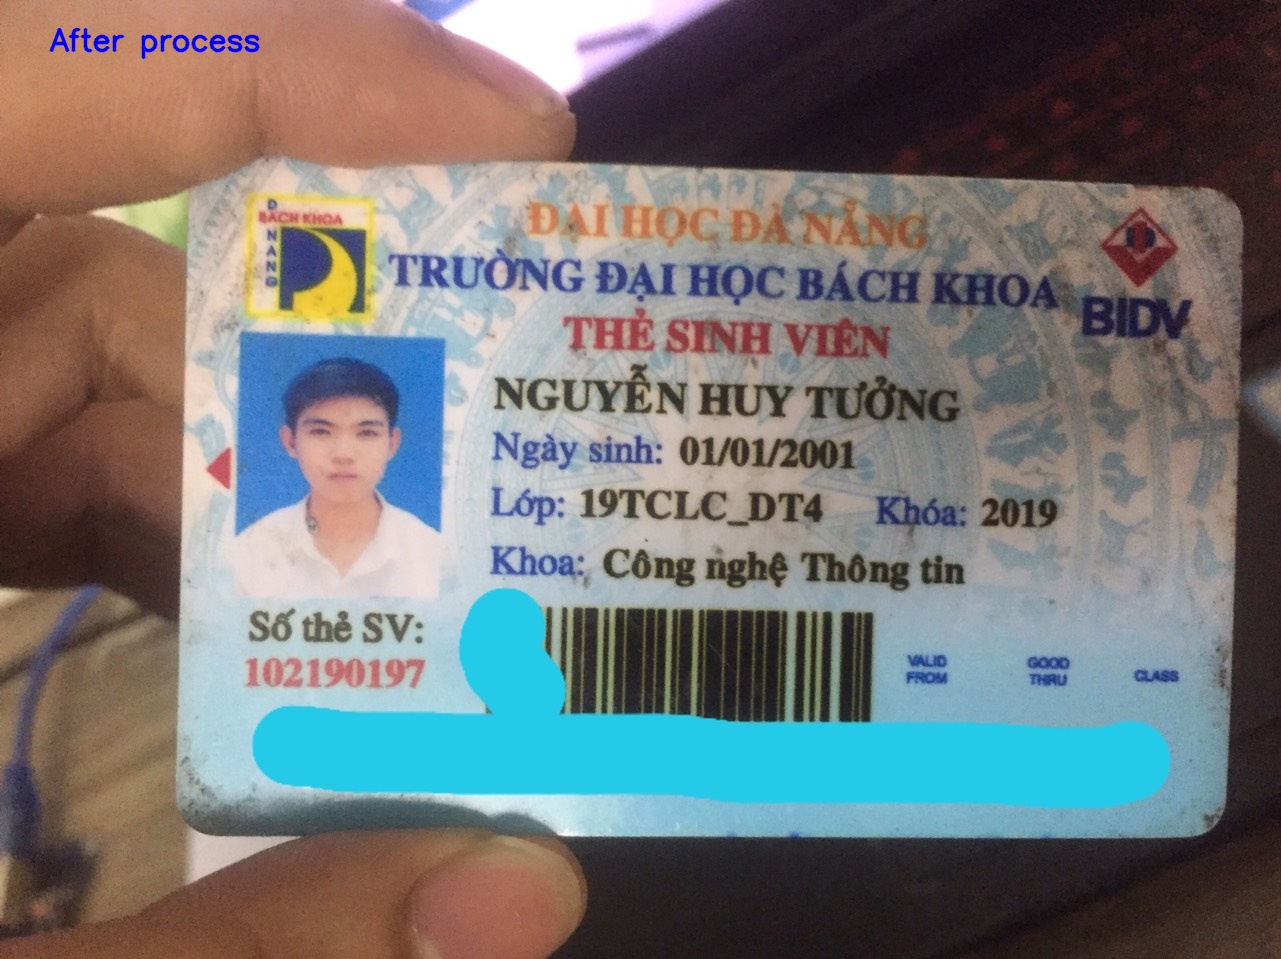 After process
ĐẠI HỌC ĐÀ NẴNG
BÁCH KHOA
DANANG
TRƯỜNG ĐẠI HỌC BÁCH KHOA
BIDV
THẺ SINH VIÊN
NGUYỄN HUY TƯỞNG
Ngày sinh: 01/01/2001
Lớp: 19TCLC_DT4 Khóa: 2019
Khoa: Công nghệ Thông tin
Số thẻ SV:
102190197
VALID FROM
GOOD THRU
CLASS